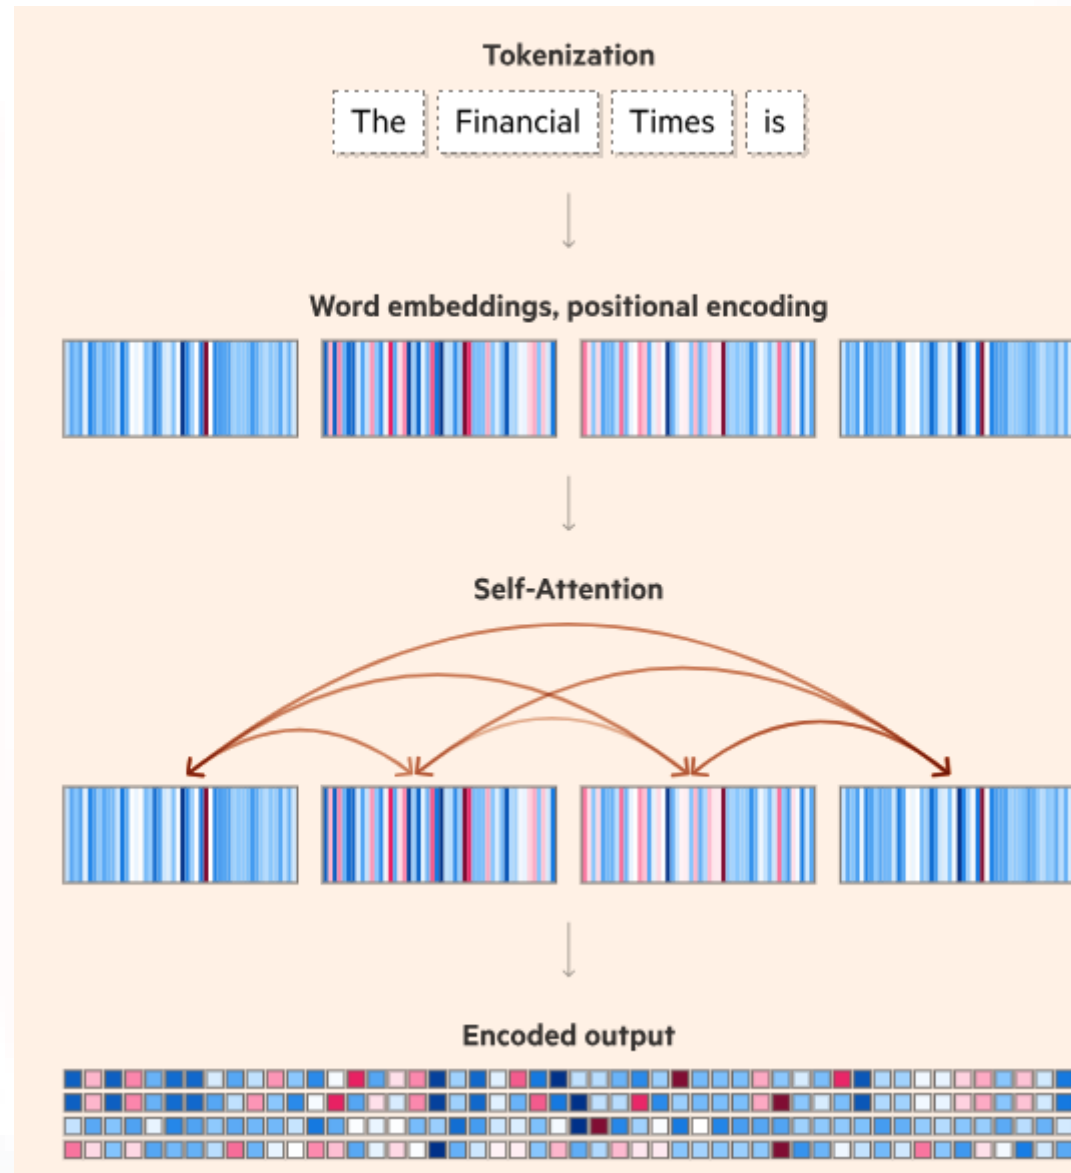 Tokenization
The Financial Times is
Word embeddings, positional encoding
Self-Attention
Encoded output